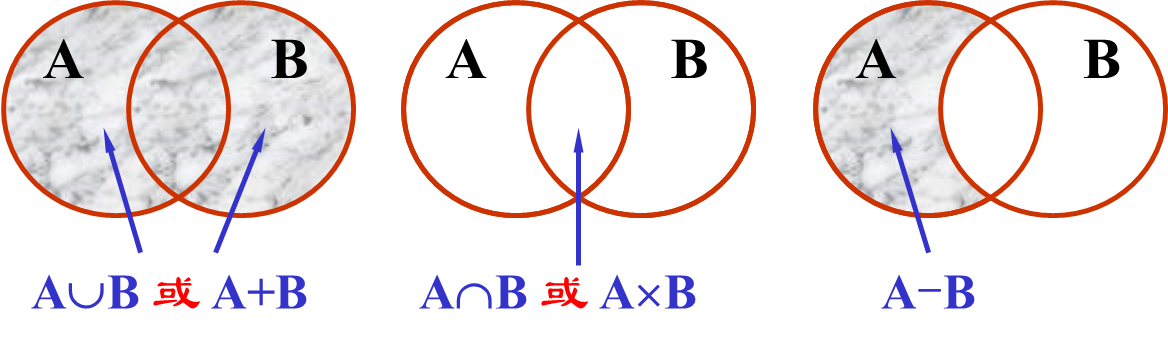 A B A B A B
A∪B 或 A+B A∩B 或 A×B A−B